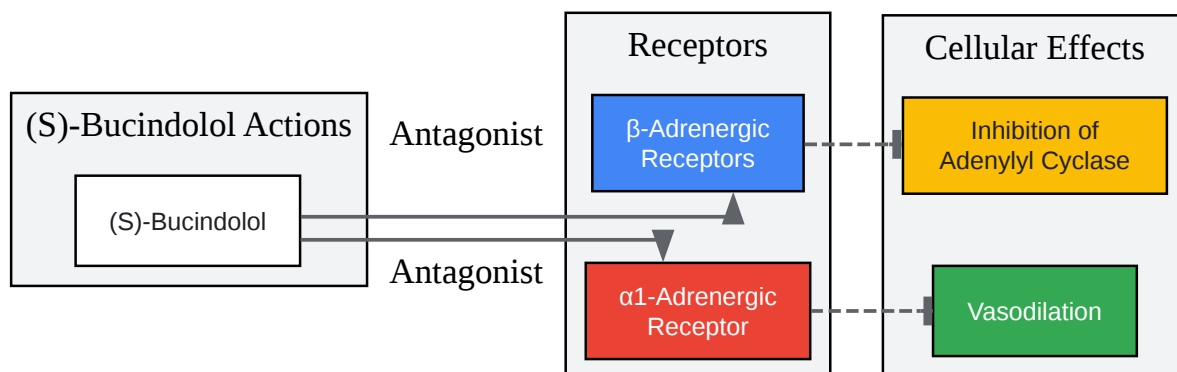 (S)-Bucindolol Actions
(S)-Bucindolol
Antagonist
Antagonist
Receptors
β-Adrenergic
Receptors
α1-Adrenergic
Receptor
Cellular Effects
Inhibition of
Adenylyl Cyclase
Vasodilation